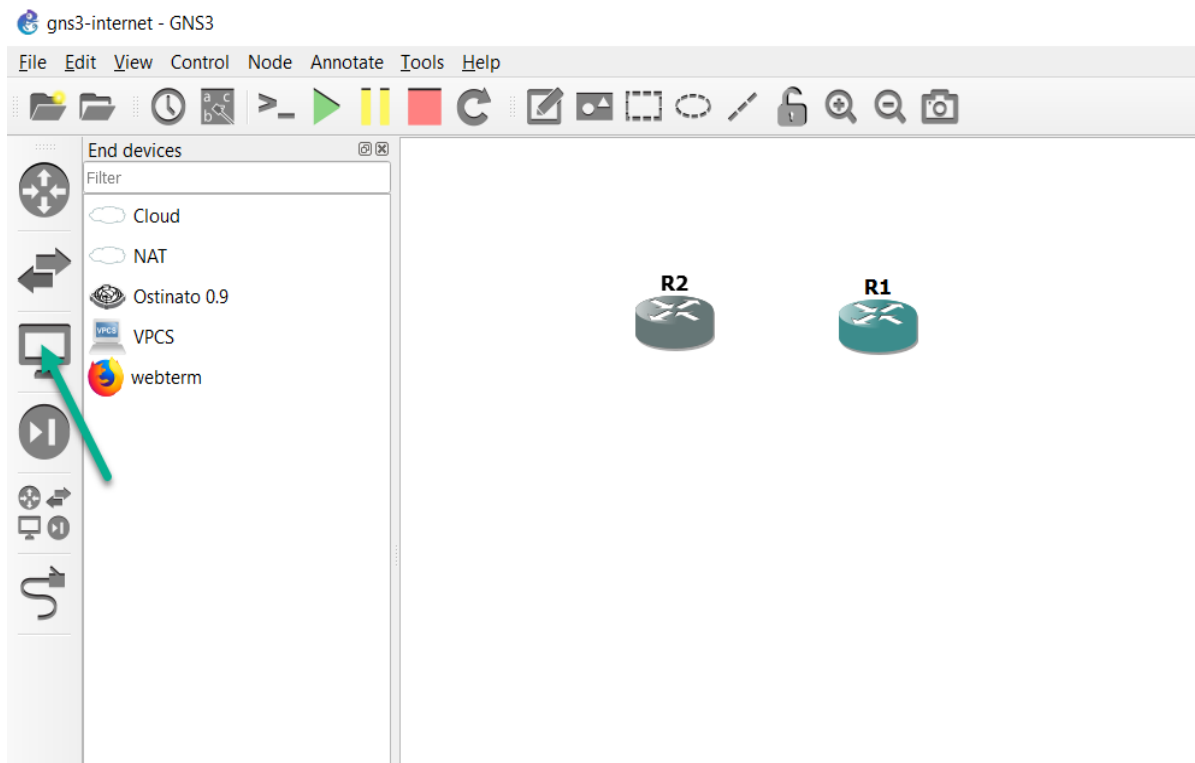 gns3-internet - GNS3
File Edit View Control Node Annotate Tools Help
a c
b
>_
End devices
Filter
Cloud
NAT
Ostinato 0.9
VPCS
VPCS
webterm
R2
R1